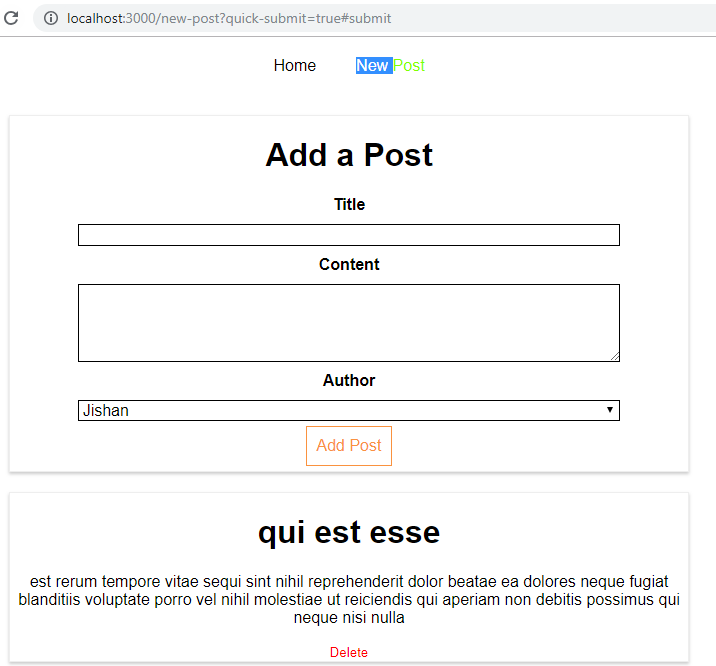 localhost:3000/new-post?quick-submit=true#submit
Home New Post
Add a Post
Title
Content
Author
Jishan
Add Post
qui est esse
est rerum tempore vitae sequi sint nihil reprehenderit dolor beatae ea dolores neque fugiat
blanditiis voluptate porro vel nihil molestiae ut reiciendis qui aperiam non debitis possimus qui
neque nisi nulla
Delete